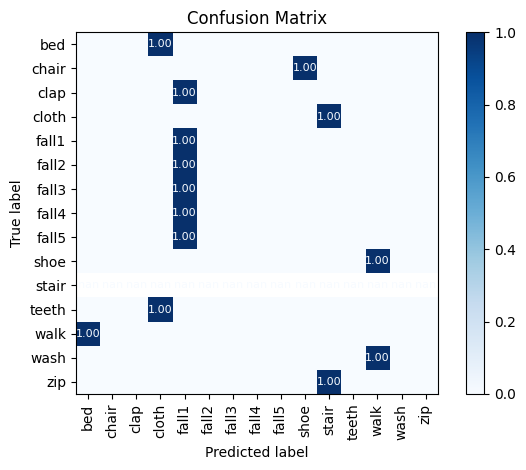 Confusion Matrix
bed 1.00
chair 1.00
clap 1.00
cloth 1.00
fall1 1.00
fall2 1.00
fall3 1.00
fall4 1.00
fall5 1.00
shoe 1.00
stair
teeth 1.00
walk 1.00
wash 1.00
zip 1.00
True label
bed chair clap cloth fall1 fall2 fall3 fall4 fall5 shoe stair teeth walk wash zip
Predicted label
1.0
0.8
0.6
0.4
0.2
0.0